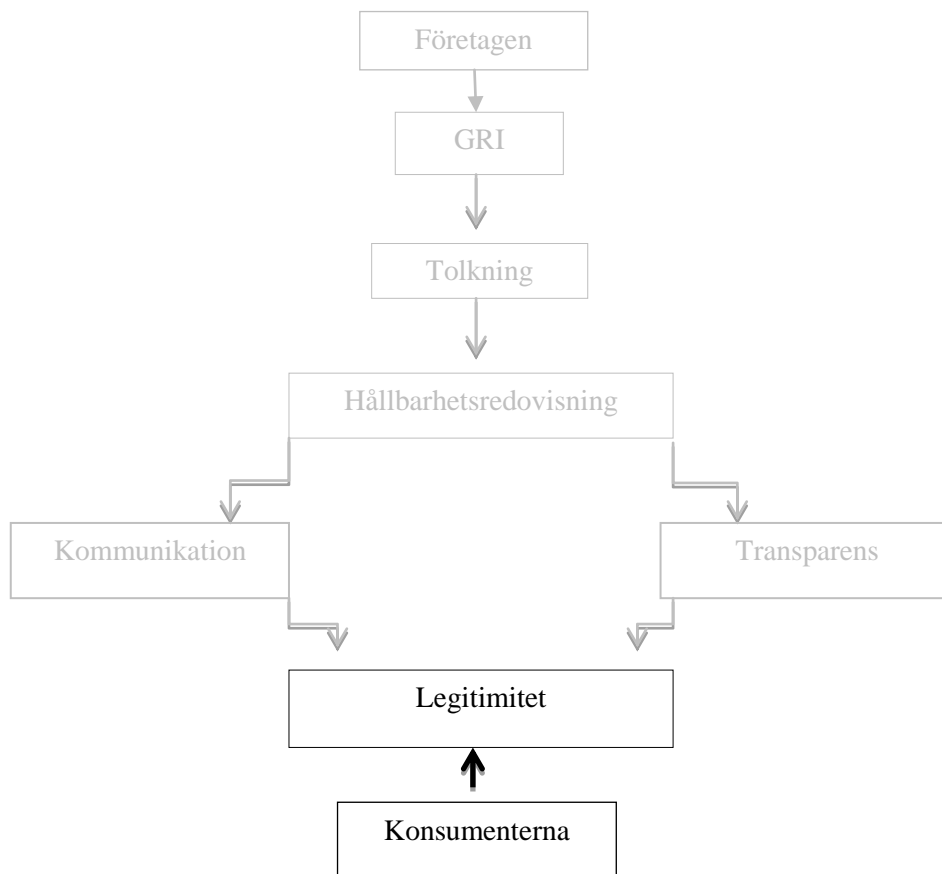 Företagen
GRI
Tolkning
Hållbarhetsredovisning
Kommunikation
Transparens
Legitimitet
Konsumenterna